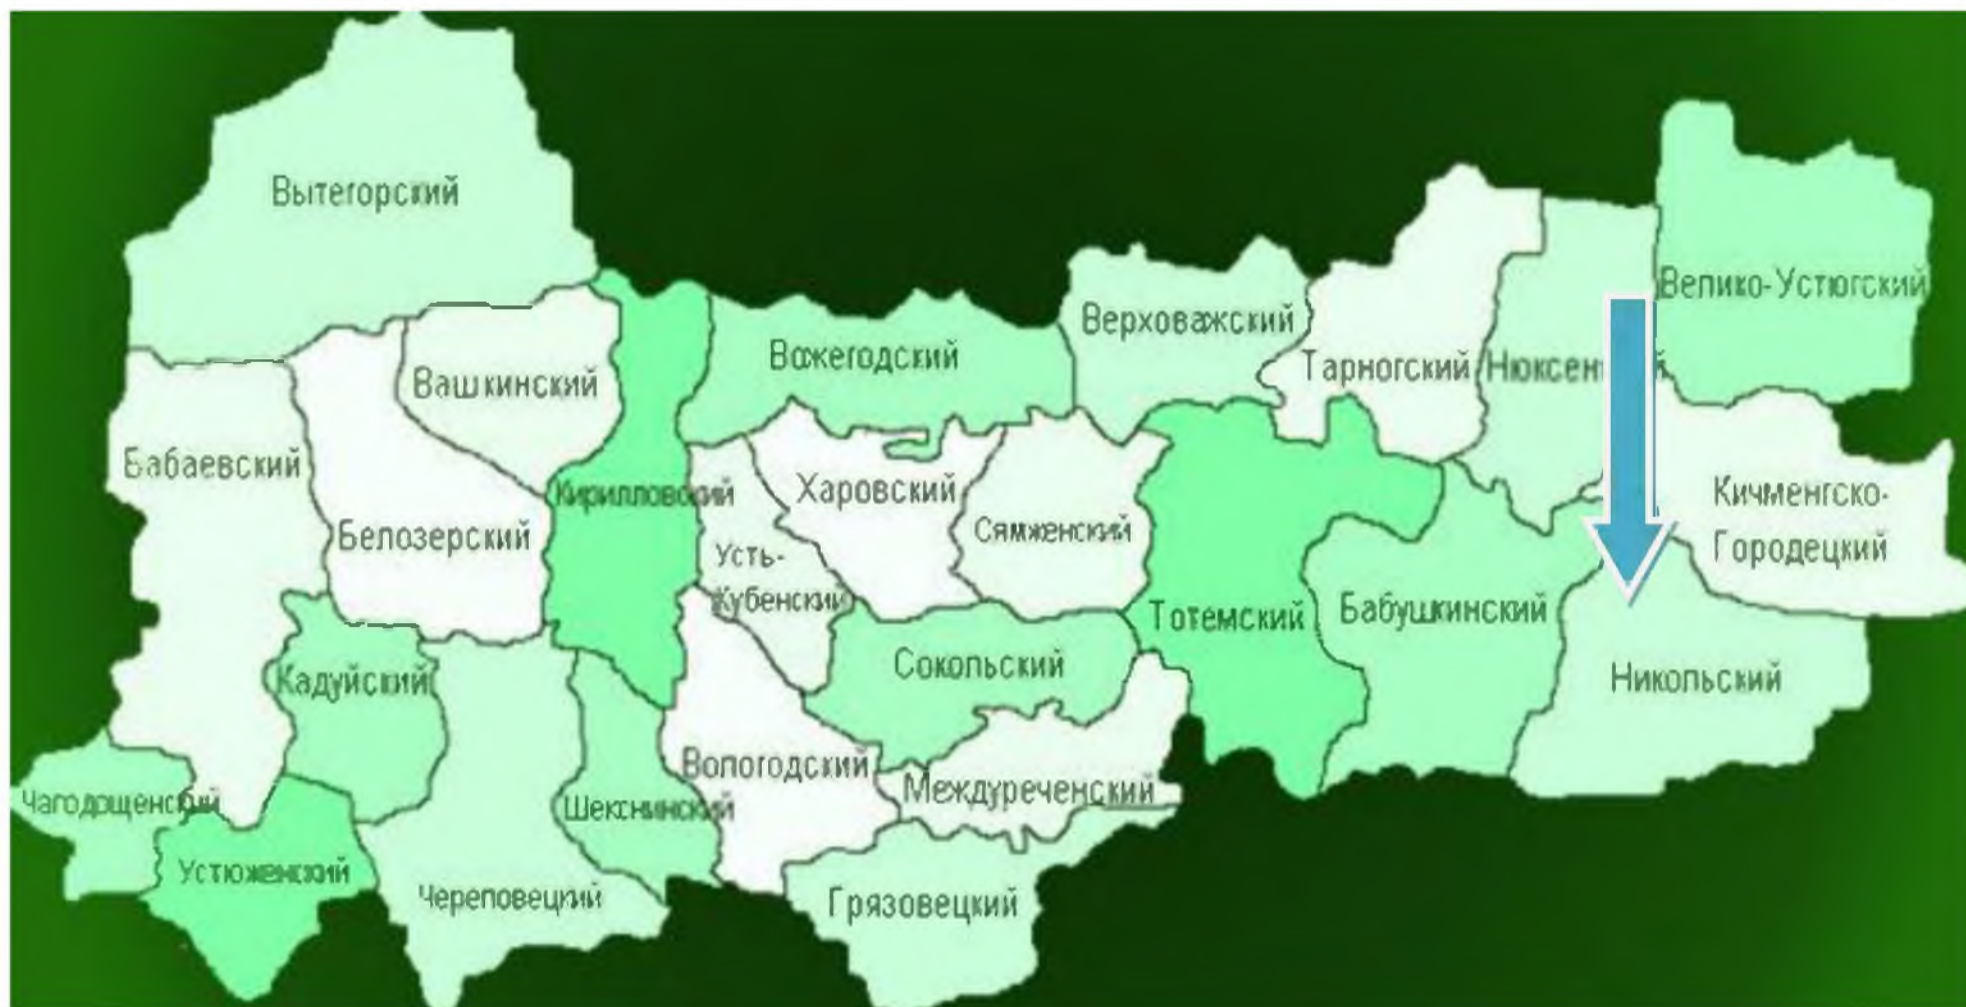 Вытегорский
Велико-Устюгский
Верховажский
Вожегодский
Тарногский
Вашкинский
Бабаевский
Кирилловский
Харовский
Кичменгско-
Городецкий
Белозерский
Сямженский
Усть-
Кубенский
Тотемский
Бабушкинский
Сокольский
Никольский
Кадуйский
Вологодский
Междуреченский
Чагодощенский
Шекснинский
Устюженский
Череповецкий
Грязовецкий